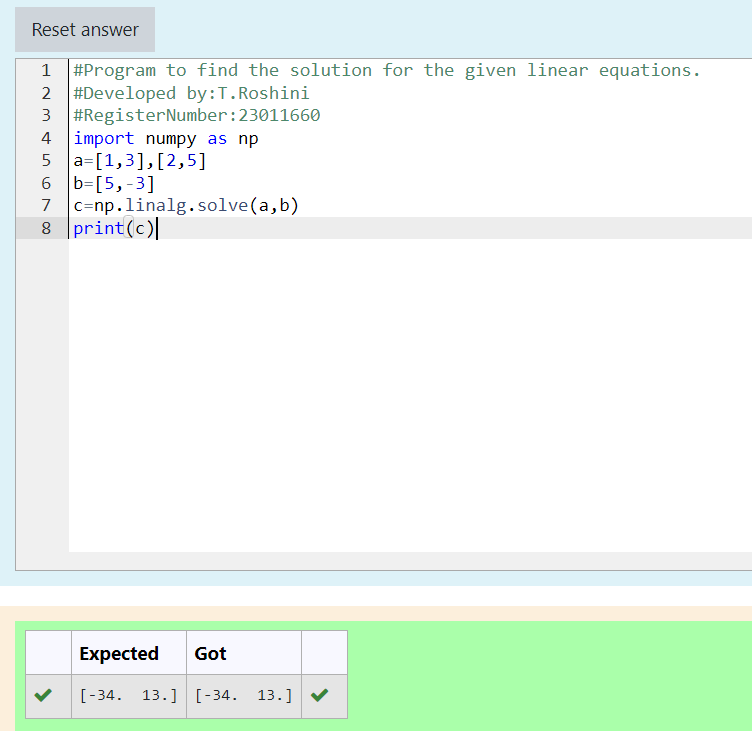 Reset answer
1 #Program to find the solution for the given linear equations.
2 #Developed by:T.Roshini
3 #RegisterNumber:23011660
4 import numpy as np
5 a=[1,3],[2,5]
6 b=[5,-3]
7 c=np.linalg.solve(a,b)
8 print(c)
Expected Got
[-34.  13.] [-34.  13.]